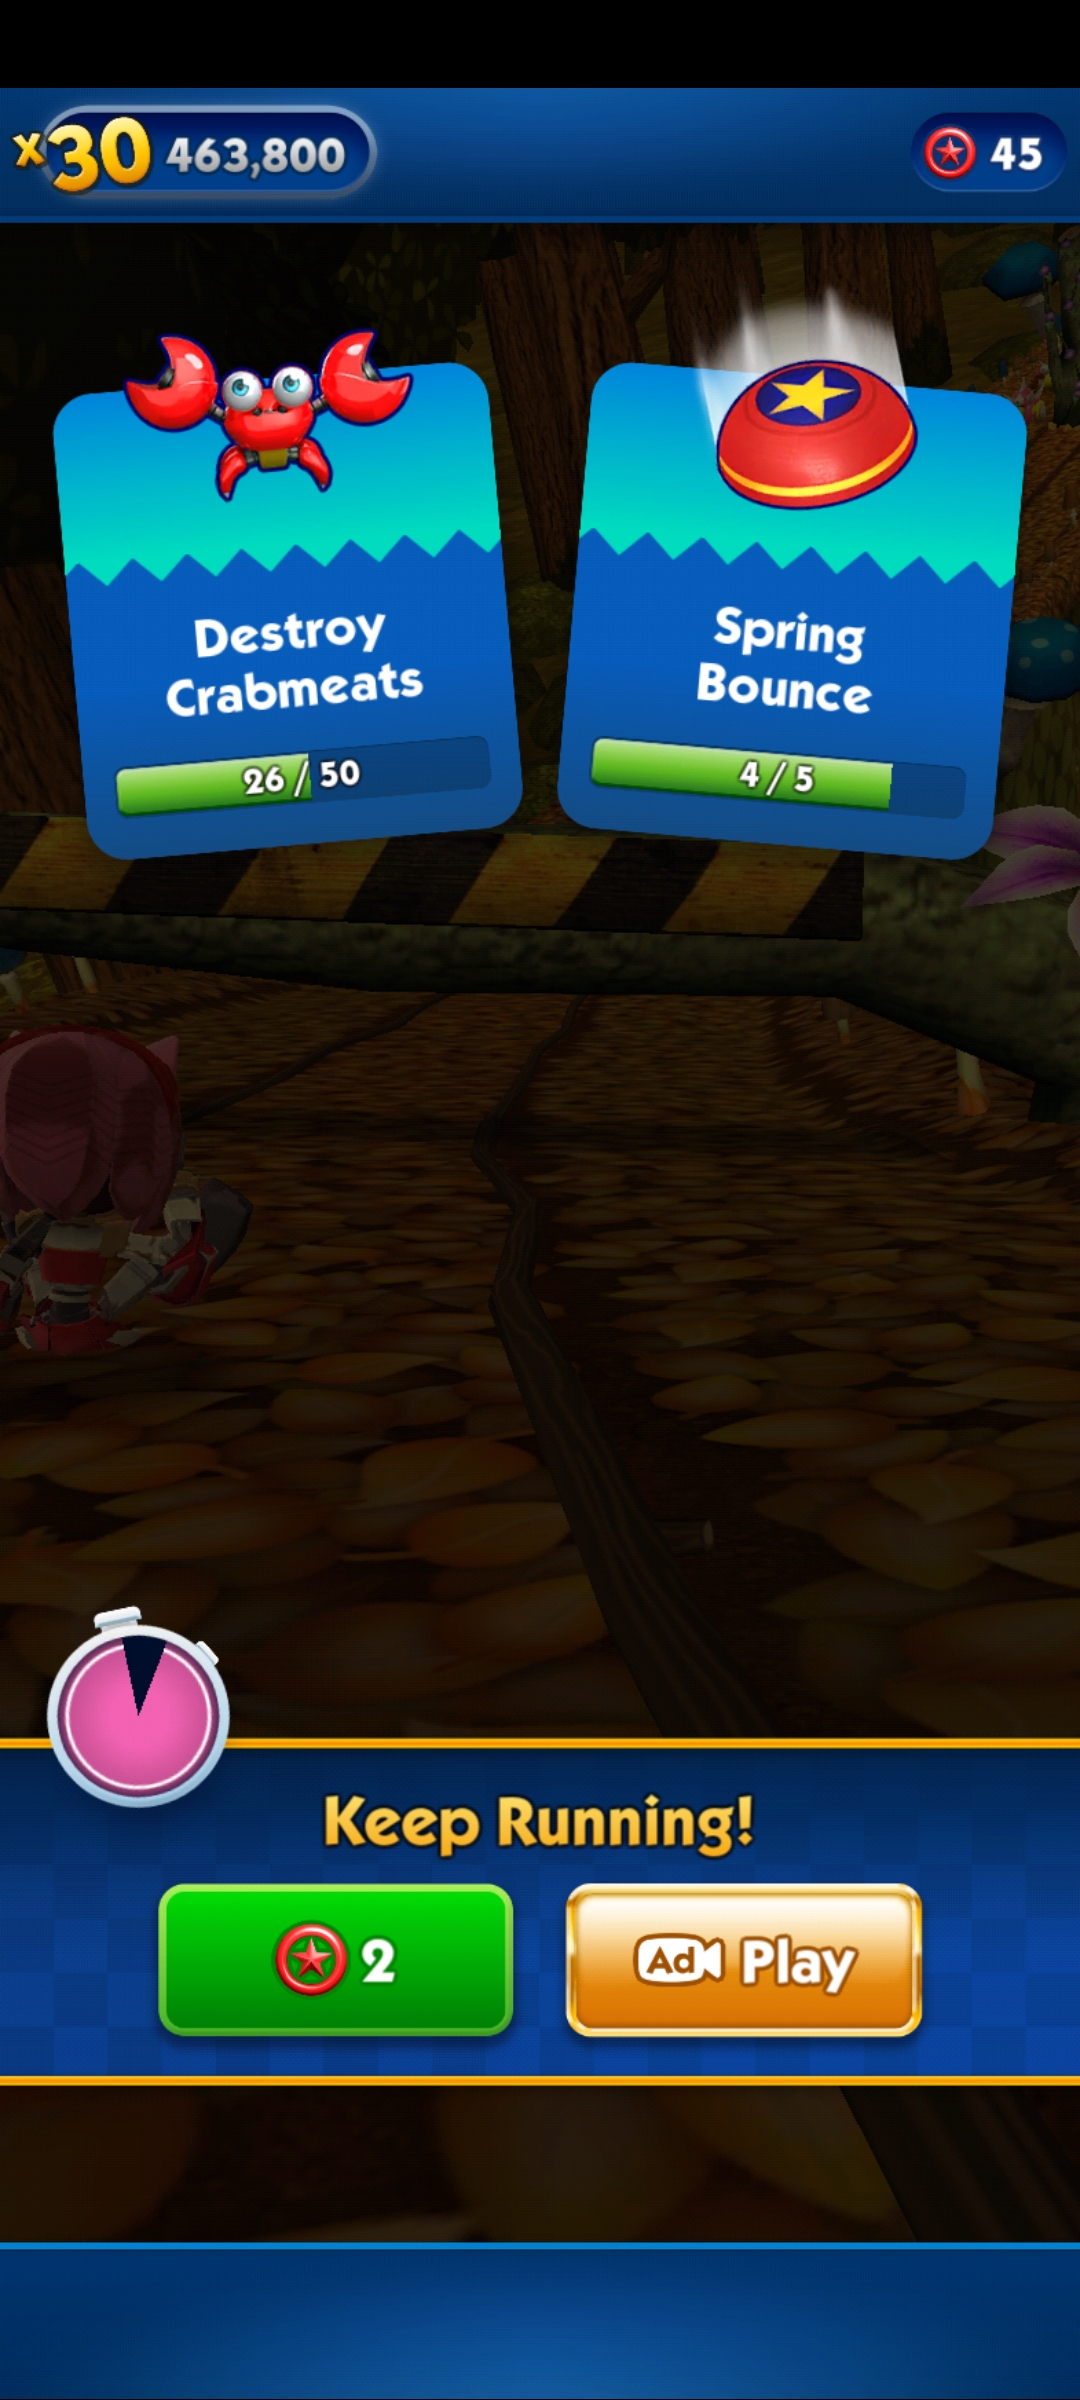 x30 463,800
45
Destroy
Crabmeats
26 / 50
Spring
Bounce
4 / 5
Keep Running!
2
Ad Play